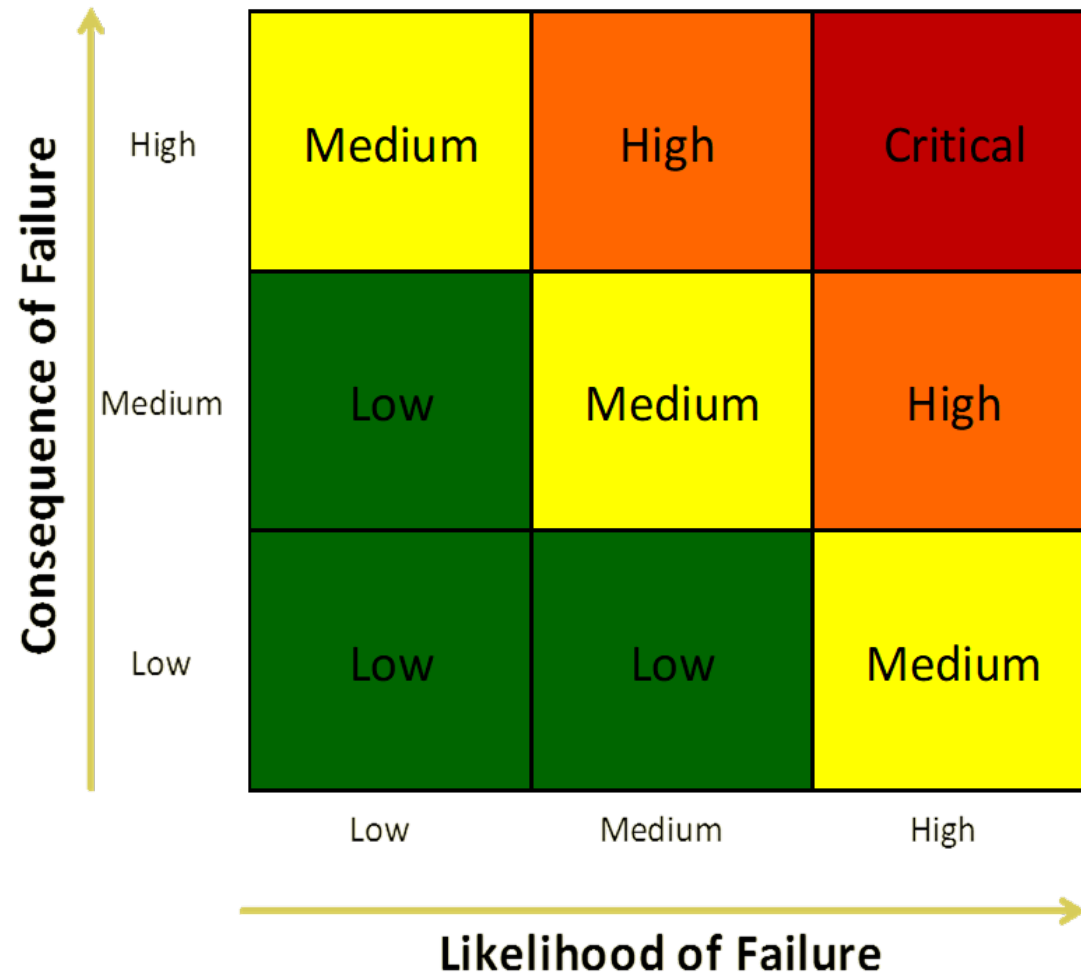 Consequence of Failure
High
Medium
High
Critical
Medium
Low
Medium
High
Low
Low
Low
Medium
Low
Medium
High
Likelihood of Failure